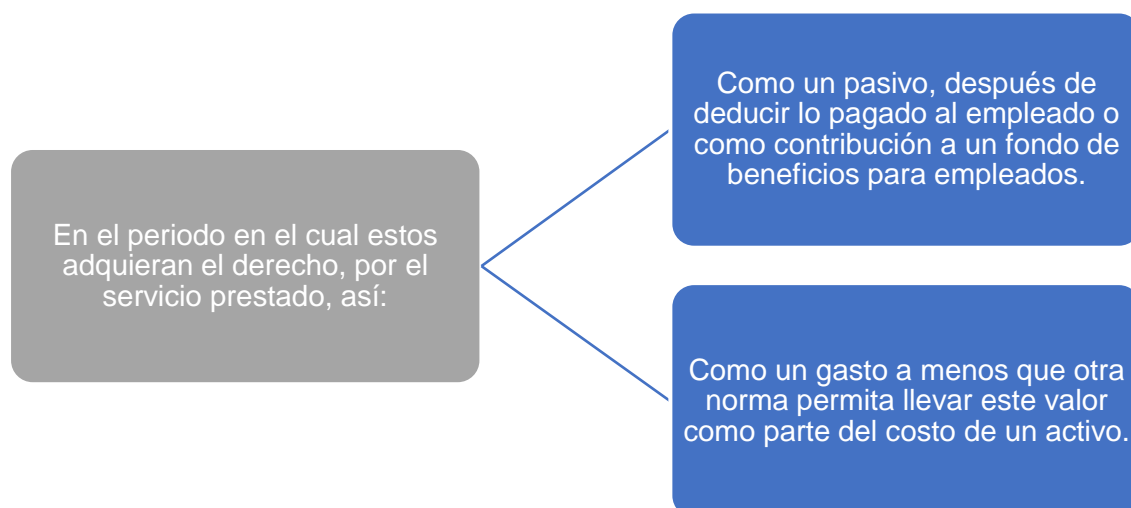 En el periodo en el cual estos
adquieran el derecho, por el
servicio prestado, así:
Como un pasivo, después de
deducir lo pagado al empleado o
como contribución a un fondo de
beneficios para empleados.
Como un gasto a menos que otra
norma permita llevar este valor
como parte del costo de un activo.